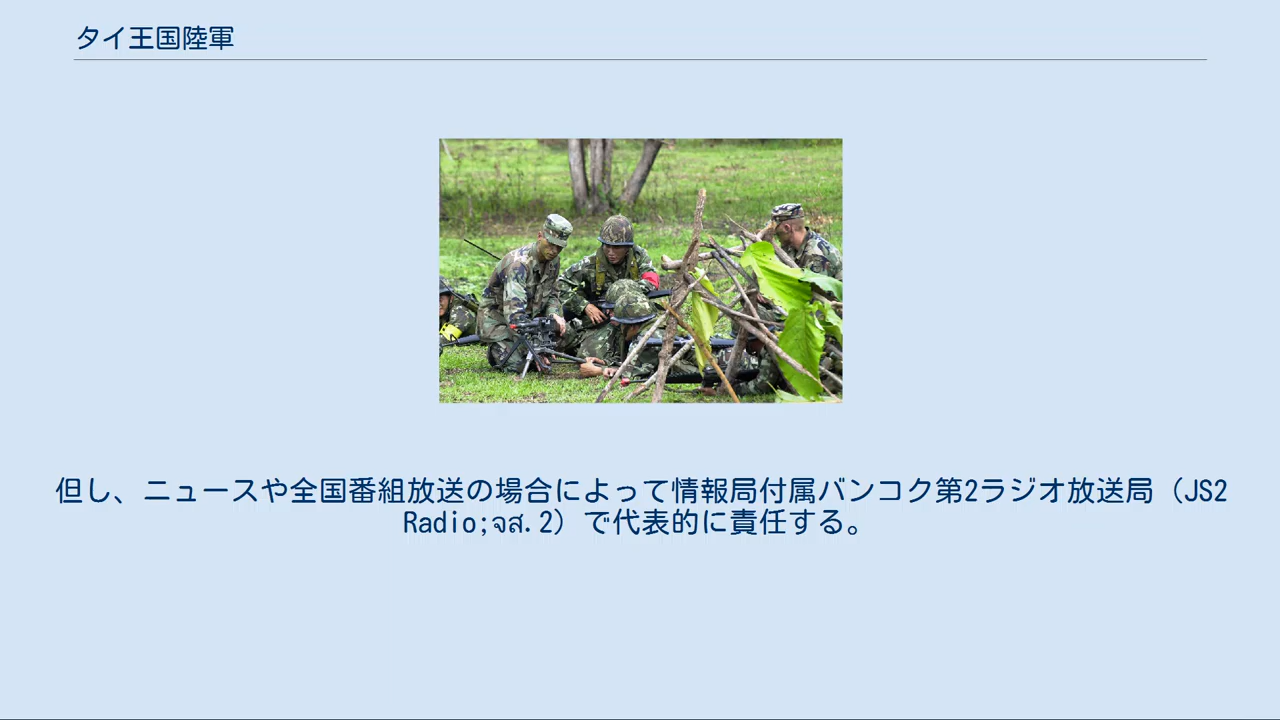 タイ王国陸軍
但し、ニュースや全国番組放送の場合によって情報局付属バンコク第2ラジオ放送局（JS2
Radio;จส.2）で代表的に責任する。